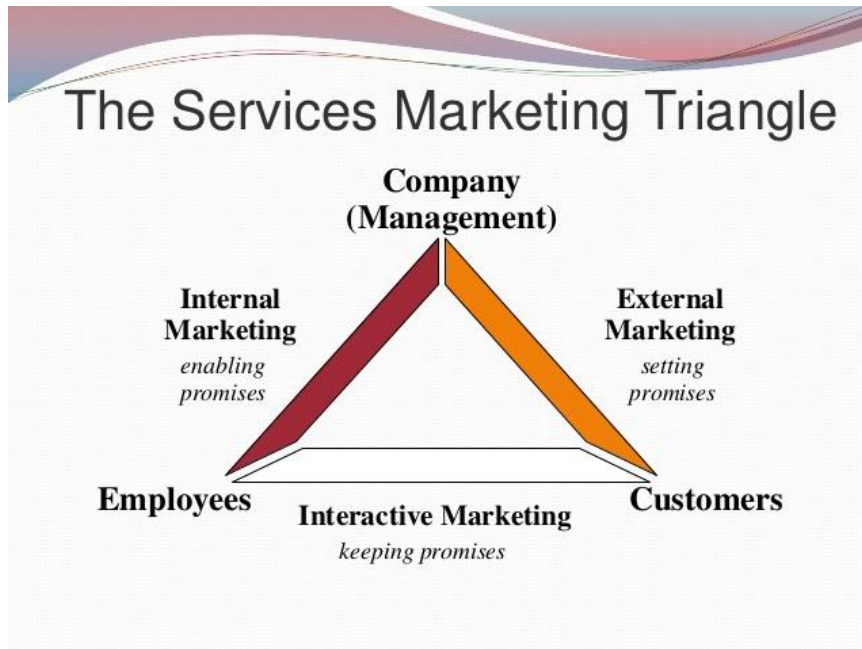 The Services Marketing Triangle
Company
(Management)
Internal
Marketing
enabling
promises
External
Marketing
setting
promises
Employees
Interactive Marketing
keeping promises
Customers